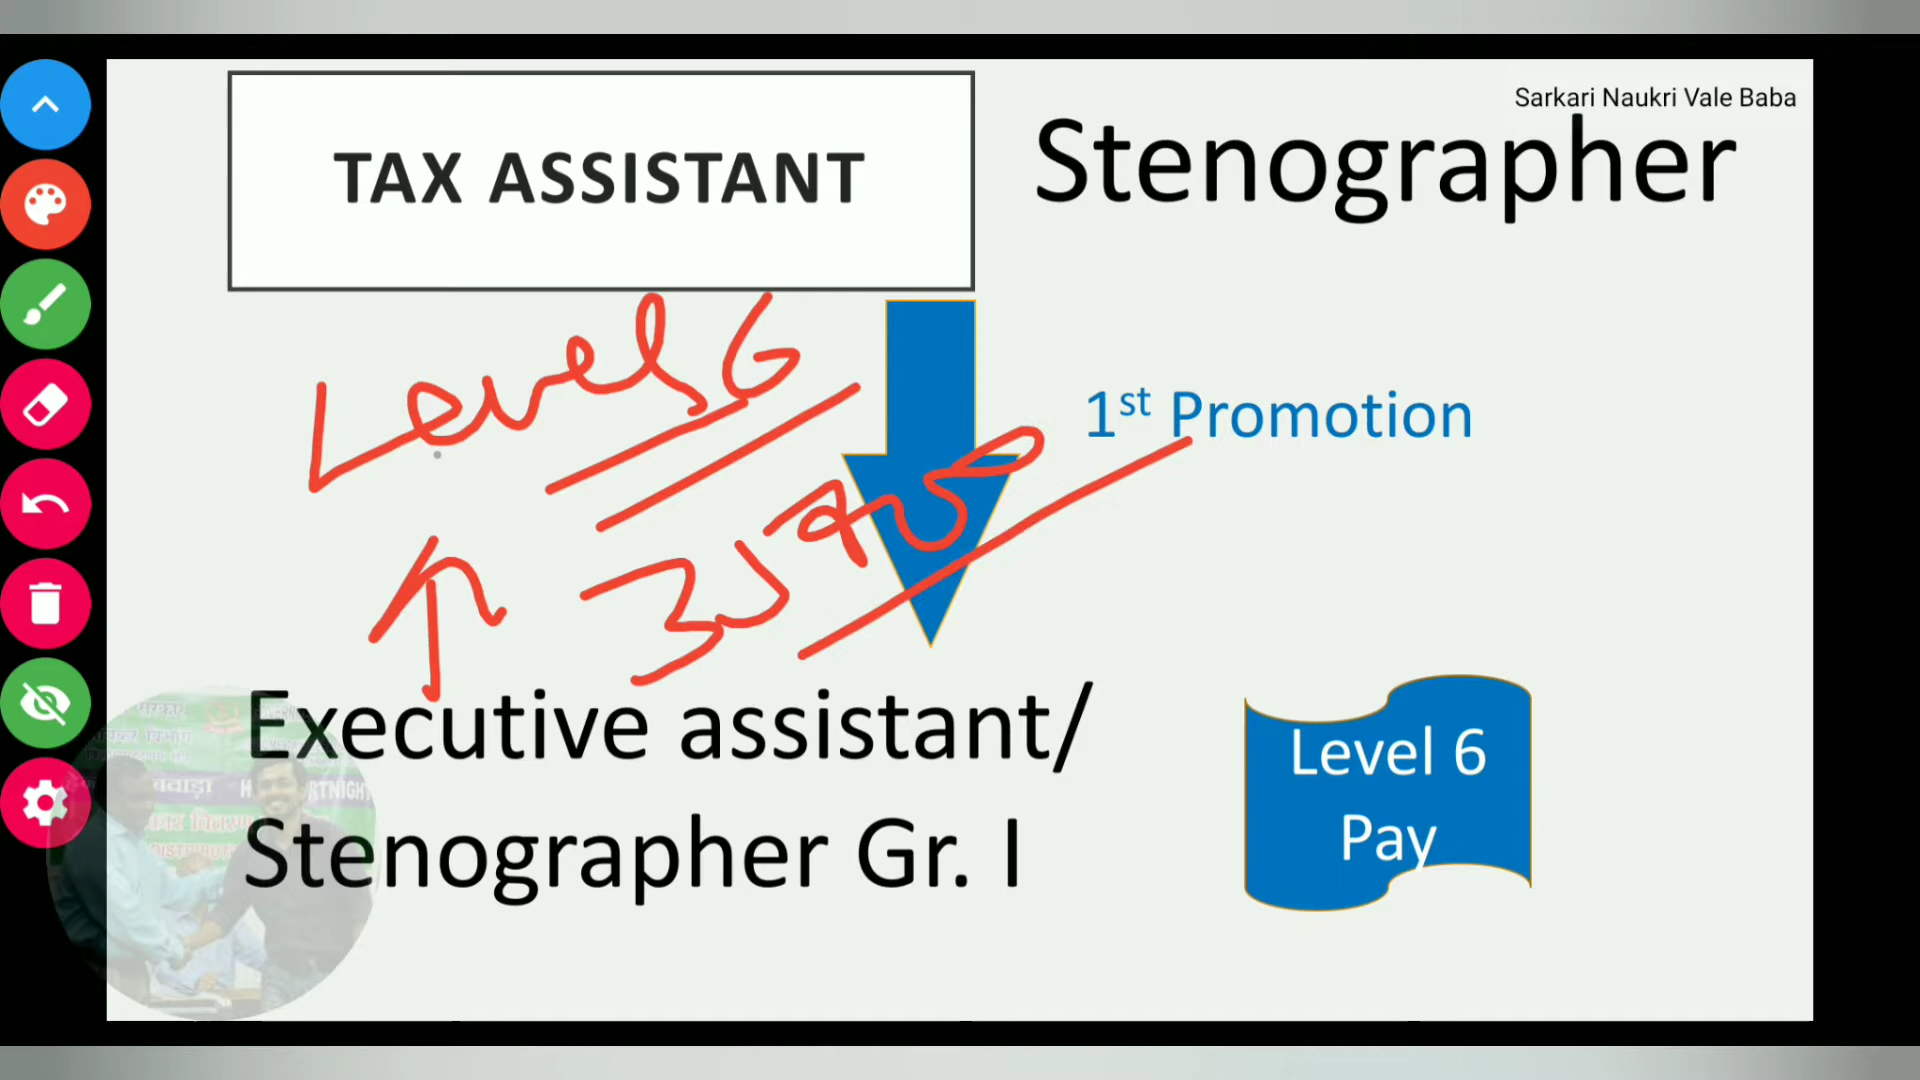 Sarkari Naukri Vale Baba
TAX ASSISTANT
Stenographer
Level 6
1st Promotion
Executive assistant/
Stenographer Gr. I
Level 6
Pay